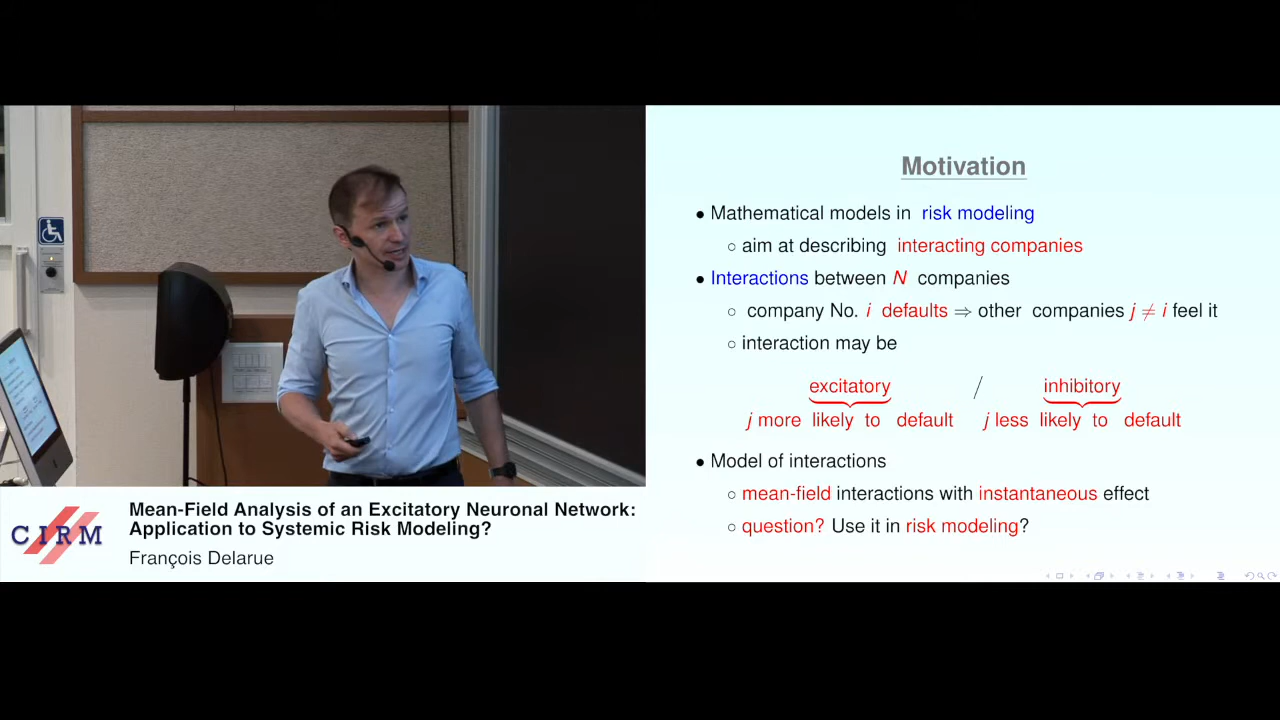 Motivation
• Mathematical models in risk modeling
◦ aim at describing interacting companies
• Interactions between N companies
◦ company No. i defaults ⇒ other companies j ≠ i feel it
◦ interaction may be
excitatory / inhibitory
j more likely to default j less likely to default
• Model of interactions
◦ mean-field interactions with instantaneous effect
◦ question? Use it in risk modeling?
CIRM
Mean-Field Analysis of an Excitatory Neuronal Network:
Application to Systemic Risk Modeling?
François Delarue